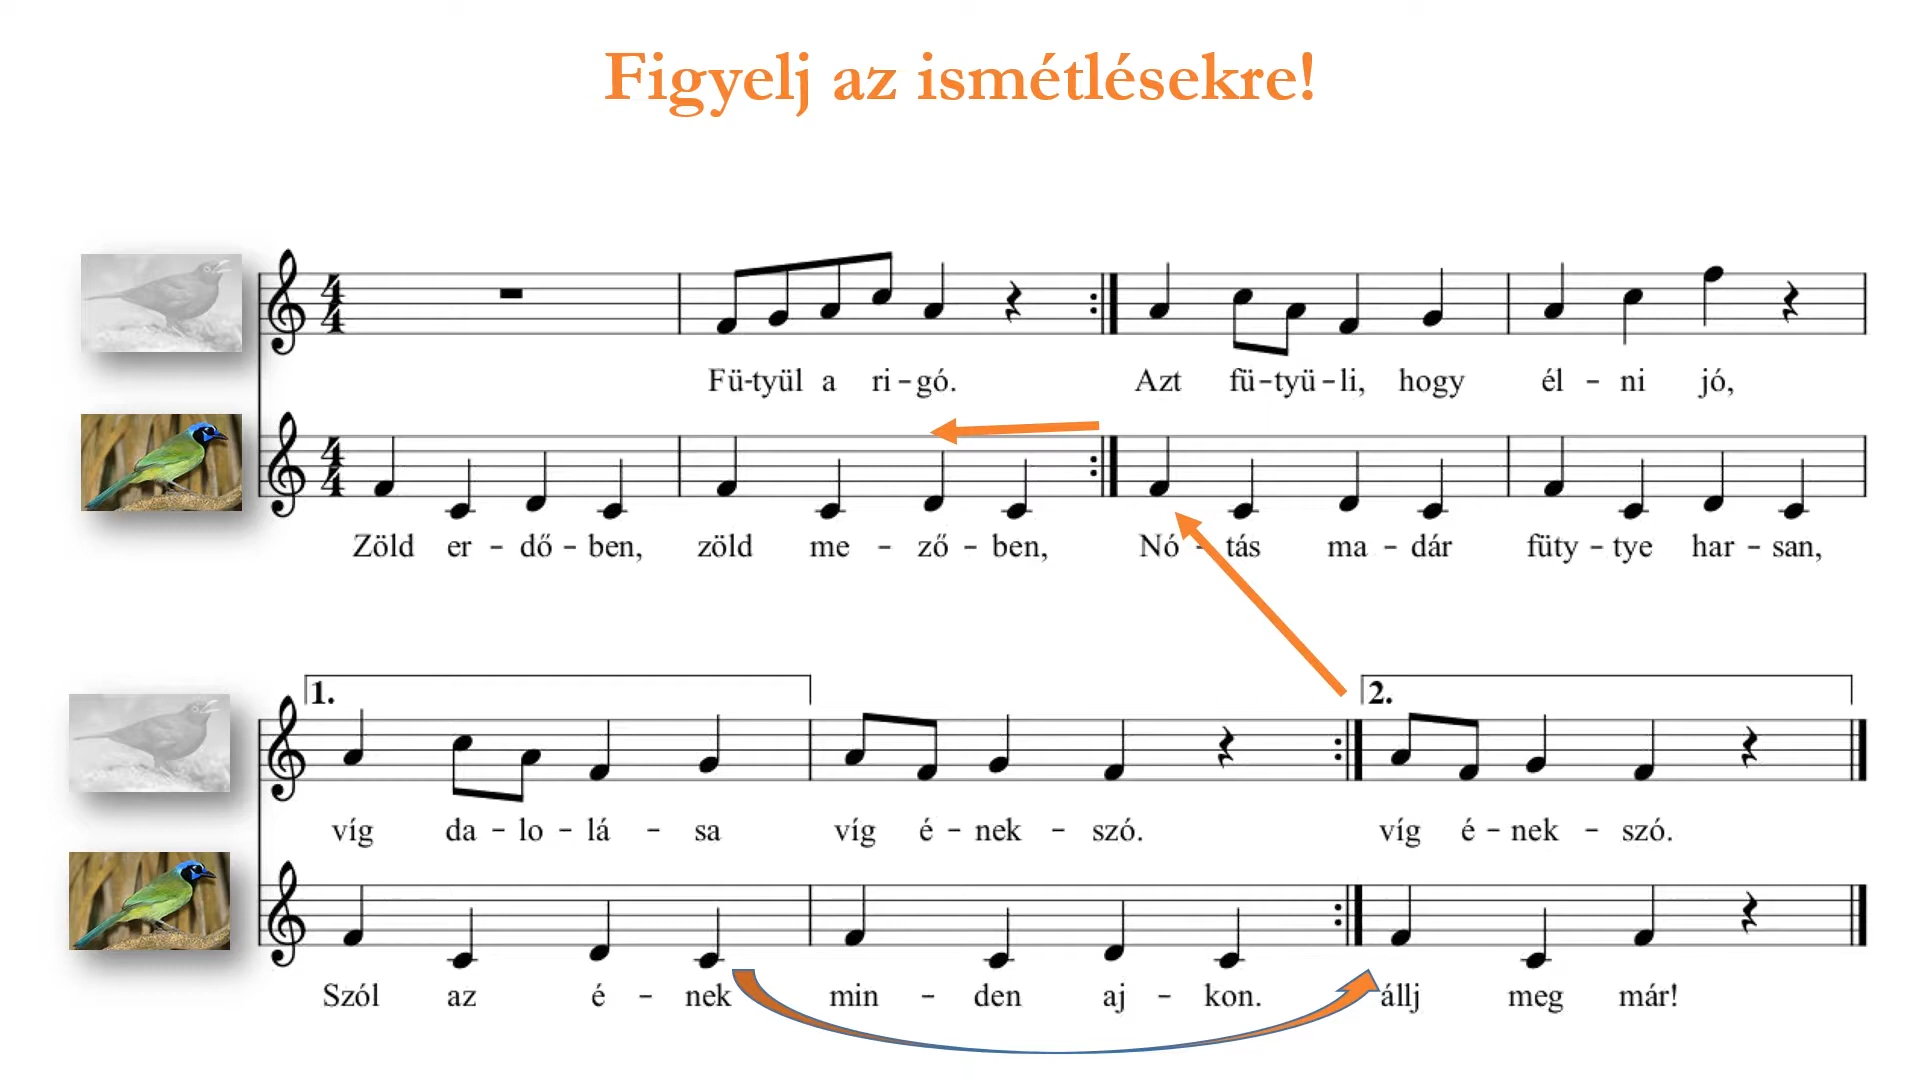 Figyelj az ismétlésekre!
Fü-tyül a ri-gó. Azt fü-tyü-li, hogy él - ni jó,
Zöld er - dő - ben, zöld me - ző - ben, Nó - tás ma - dár füty - tye har - san,
1. 2.
víg da - lo - lá - sa víg é - nek - szó. víg é - nek - szó.
Szól az é - nek min - den aj - kon. állj meg már!